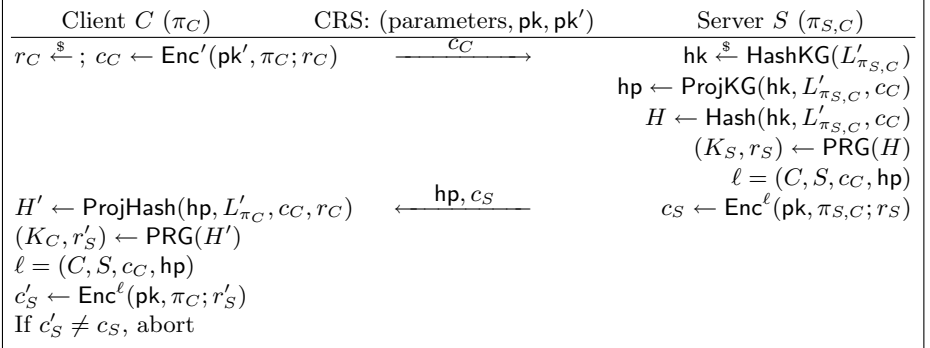 Client C (π_C) CRS: (parameters, pk, pk′) Server S (π_{S,C})
r_C ←$ ; c_C ← Enc′(pk′, π_C; r_C) c_C → hk ←$ HashKG(L′_{π_{S,C}})
hp ← ProjKG(hk, L′_{π_{S,C}}, c_C)
H ← Hash(hk, L′_{π_{S,C}}, c_C)
(K_S, r_S) ← PRG(H)
ℓ = (C, S, c_C, hp)
H′ ← ProjHash(hp, L′_{π_C}, c_C, r_C) ← hp, c_S c_S ← Enc^ℓ(pk, π_{S,C}; r_S)
(K_C, r′_S) ← PRG(H′)
ℓ = (C, S, c_C, hp)
c′_S ← Enc^ℓ(pk, π_C; r′_S)
If c′_S ≠ c_S, abort